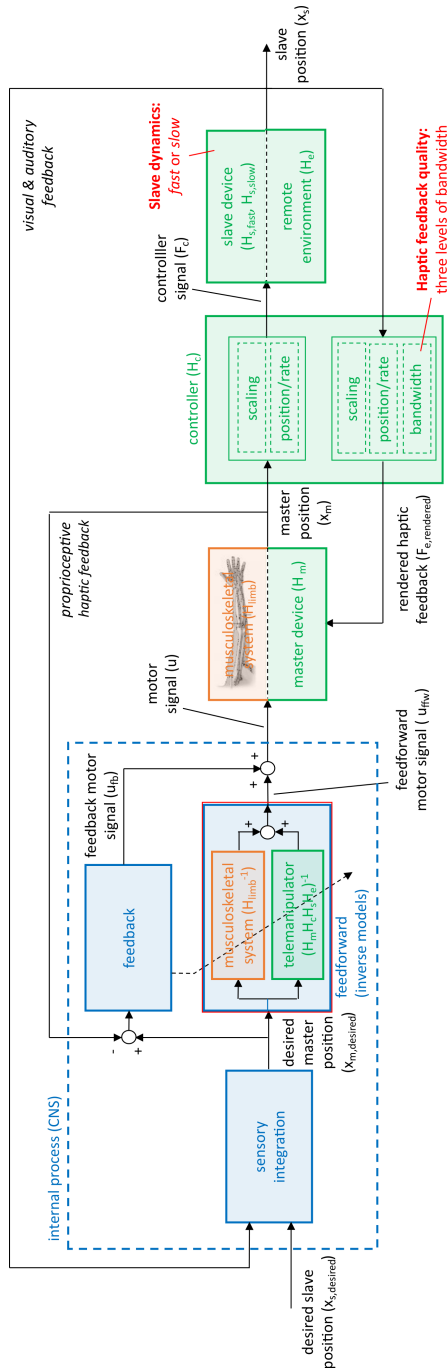 visual & auditory
feedback
proprioceptive
haptic feedback
internal process (CNS)
desired slave
position (xs,desired)
sensory
integration
desired
master
position
(xm,desired)
-
+
feedback
feedback motor
signal (ufb)
musculoskeletal
system (Hlimb-1)
telemanipulator
(HmHcHsHe)-1
+
+
feedforward
(inverse models)
+
+
feedforward
motor signal ( uffw)
motor
signal (u)
musculoskeletal
system (Hlimb)
master device (Hm)
master
position
(xm)
rendered haptic
feedback (Fe,rendered)
controller (Hc)
scaling
position/rate
scaling
position/rate
bandwidth
controlller
signal (Fc)
Slave dynamics:
fast or slow
slave device
(Hs,fast, Hs,slow)
remote
environment (He)
Haptic feedback quality:
three levels of bandwidth
slave
position (xs)